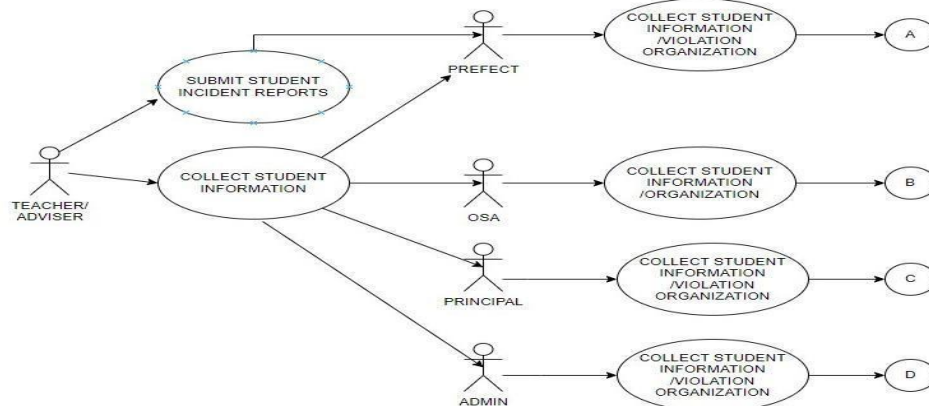 COLLECT STUDENT
INFORMATION
/VIOLATION
ORGANIZATION
A
PREFECT
SUBMIT STUDENT
INCIDENT REPORTS
COLLECT STUDENT
INFORMATION
TEACHER/
ADVISER
OSA
COLLECT STUDENT
INFORMATION
/ORGANIZATION
B
PRINCIPAL
COLLECT STUDENT
INFORMATION
/VIOLATION
ORGANIZATION
C
ADMIN
COLLECT STUDENT
INFORMATION
/VIOLATION
ORGANIZATION
D